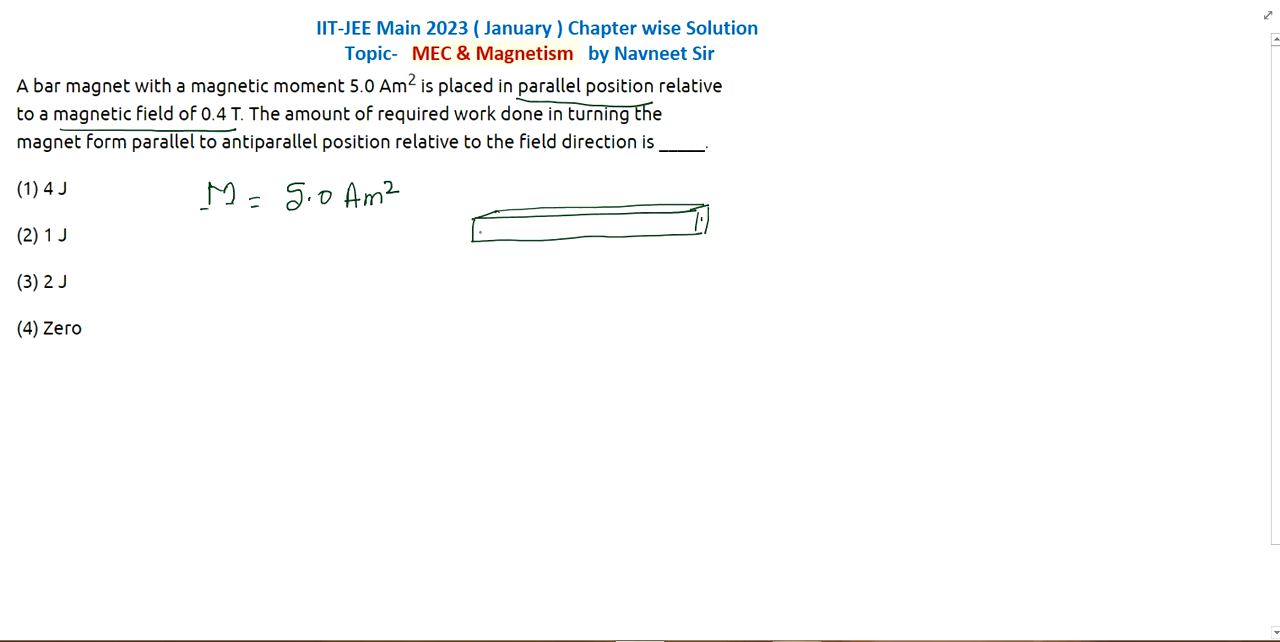 IIT-JEE Main 2023 ( January ) Chapter wise Solution
Topic-   MEC & Magnetism   by Navneet Sir
A bar magnet with a magnetic moment 5.0 Am² is placed in parallel position relative
to a magnetic field of 0.4 T. The amount of required work done in turning the
magnet form parallel to antiparallel position relative to the field direction is _____.
(1) 4 J
M = 5.0 Am²
(2) 1 J
(3) 2 J
(4) Zero